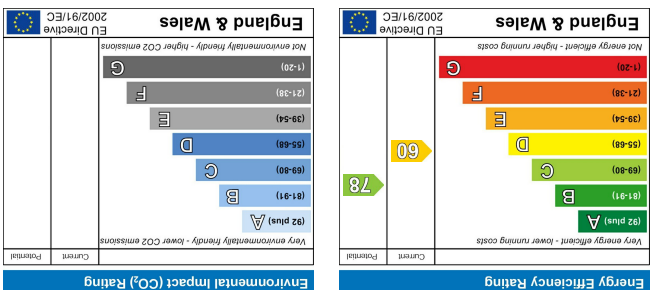 Energy Efficiency Rating
Current
Potential
Very energy efficient - lower running costs
(92 plus) A
(81-91) B
(69-80) C
(55-68) D
(39-54) E
(21-38) F
(1-20) G
60
78
Not energy efficient - higher running costs
England & Wales
EU Directive
2002/91/EC
Environmental Impact (CO₂) Rating
Current
Potential
Very environmentally friendly - lower CO2 emissions
(92 plus) A
(81-91) B
(69-80) C
(55-68) D
(39-54) E
(21-38) F
(1-20) G
Not environmentally friendly - higher CO2 emissions
England & Wales
EU Directive
2002/91/EC